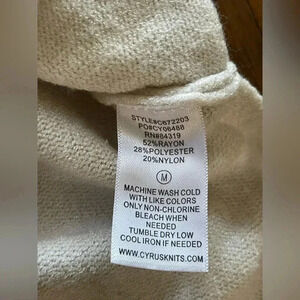 STYLE#C672203
PO#CY06488
RN#84319
52%RAYON
28%POLYESTER
20%NYLON
M
MACHINE WASH COLD
WITH LIKE COLORS
ONLY NON-CHLORINE
BLEACH WHEN
NEEDED
TUMBLE DRY LOW
COOL IRON IF NEEDED
WWW.CYRUSKNITS.COM